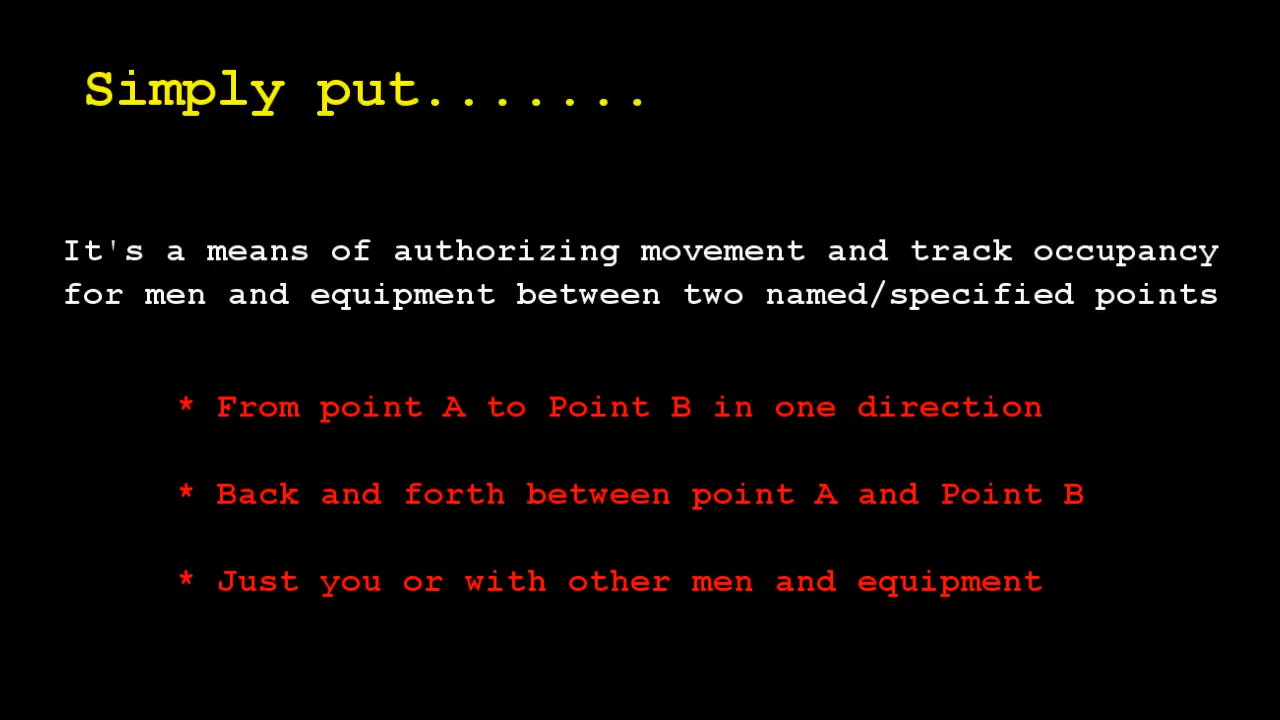 Simply put.......
It's a means of authorizing movement and track occupancy
for men and equipment between two named/specified points
* From point A to Point B in one direction
* Back and forth between point A and Point B
* Just you or with other men and equipment